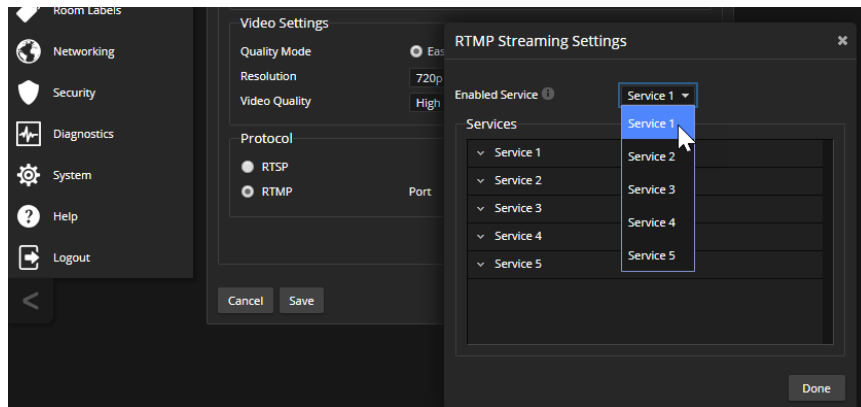 Room Labels
Networking
Security
Diagnostics
System
Help
Logout
Video Settings
Quality Mode
Eas
Resolution
720p
Video Quality
High
Protocol
RTSP
RTMP
Port
Cancel
Save
RTMP Streaming Settings
Enabled Service
Service 1
Services
Service 1
Service 2
Service 3
Service 4
Service 5
Service 1
Service 2
Service 3
Service 4
Service 5
Done